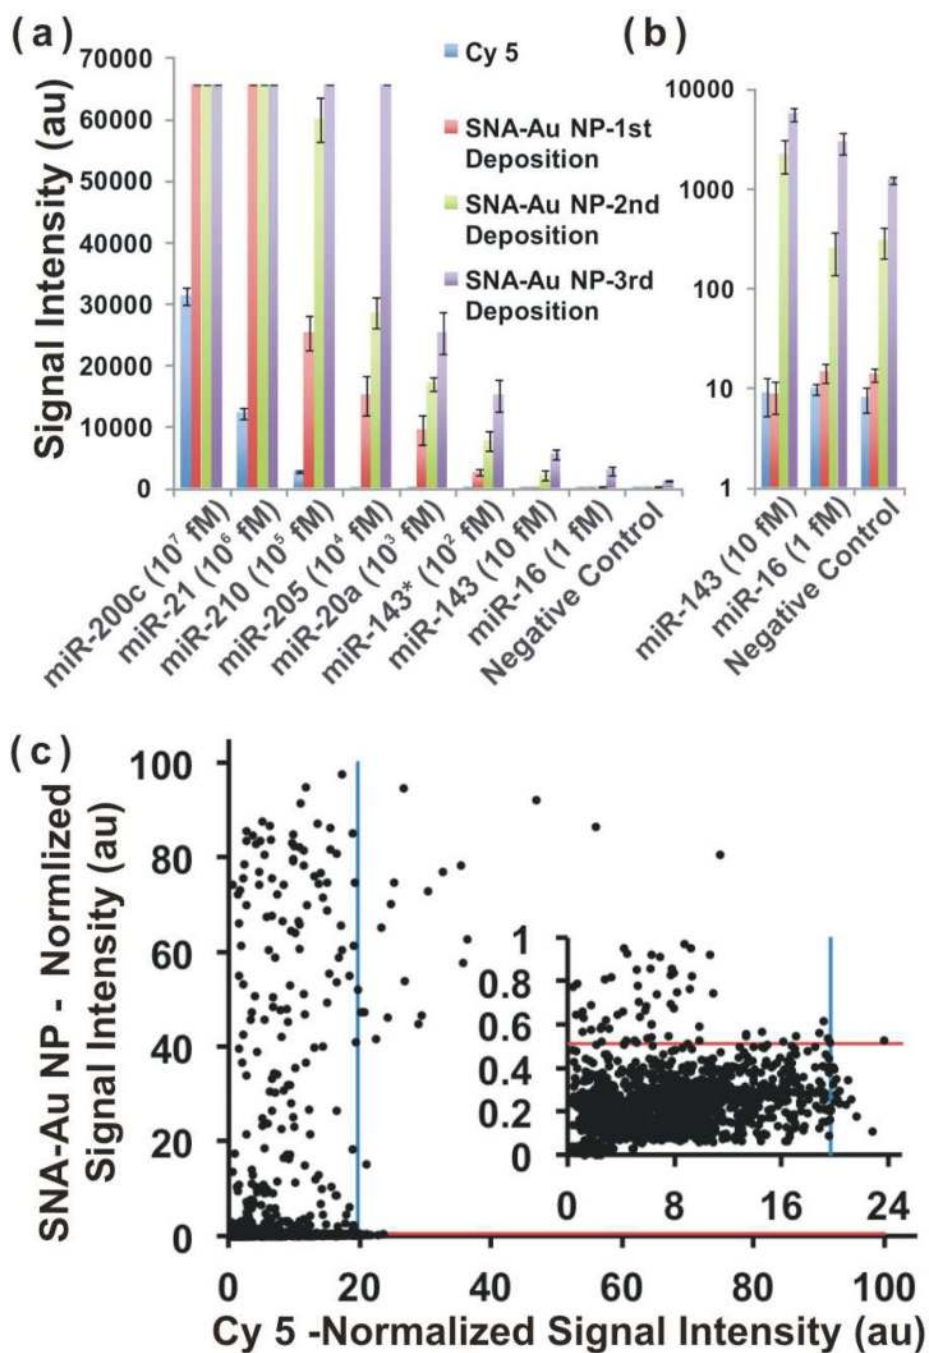 (a)
Signal Intensity (au)
70000
60000
50000
40000
30000
20000
10000
0
Cy 5
SNA-Au NP-1st
Deposition
SNA-Au NP-2nd
Deposition
SNA-Au NP-3rd
Deposition
miR-200c (10⁷ fM)
miR-21 (10⁶ fM)
miR-210 (10⁵ fM)
miR-205 (10⁴ fM)
miR-20a (10³ fM)
miR-143* (10² fM)
miR-143 (10 fM)
miR-16 (1 fM)
Negative Control
(b)
10000
1000
100
10
1
miR-143 (10 fM)
miR-16 (1 fM)
Negative Control
(c)
SNA-Au NP - Normlized
Signal Intensity (au)
100
80
60
40
20
0
1
0.8
0.6
0.4
0.2
0
0 8 16 24
0 20 40 60 80 100
Cy 5 -Normalized Signal Intensity (au)